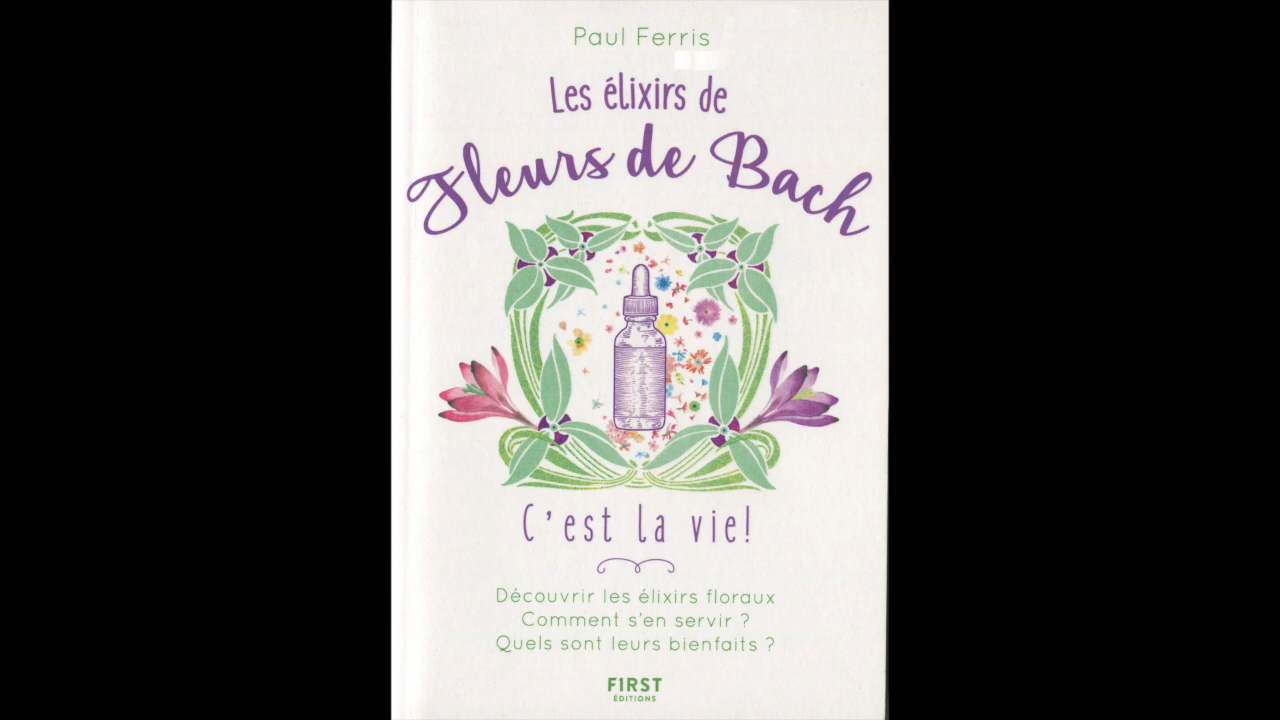 Paul Ferris
Les élixirs de
Fleurs de Bach
C'est la vie!
Découvrir les élixirs floraux
Comment s'en servir ?
Quels sont leurs bienfaits ?
FIRST
ÉDITIONS